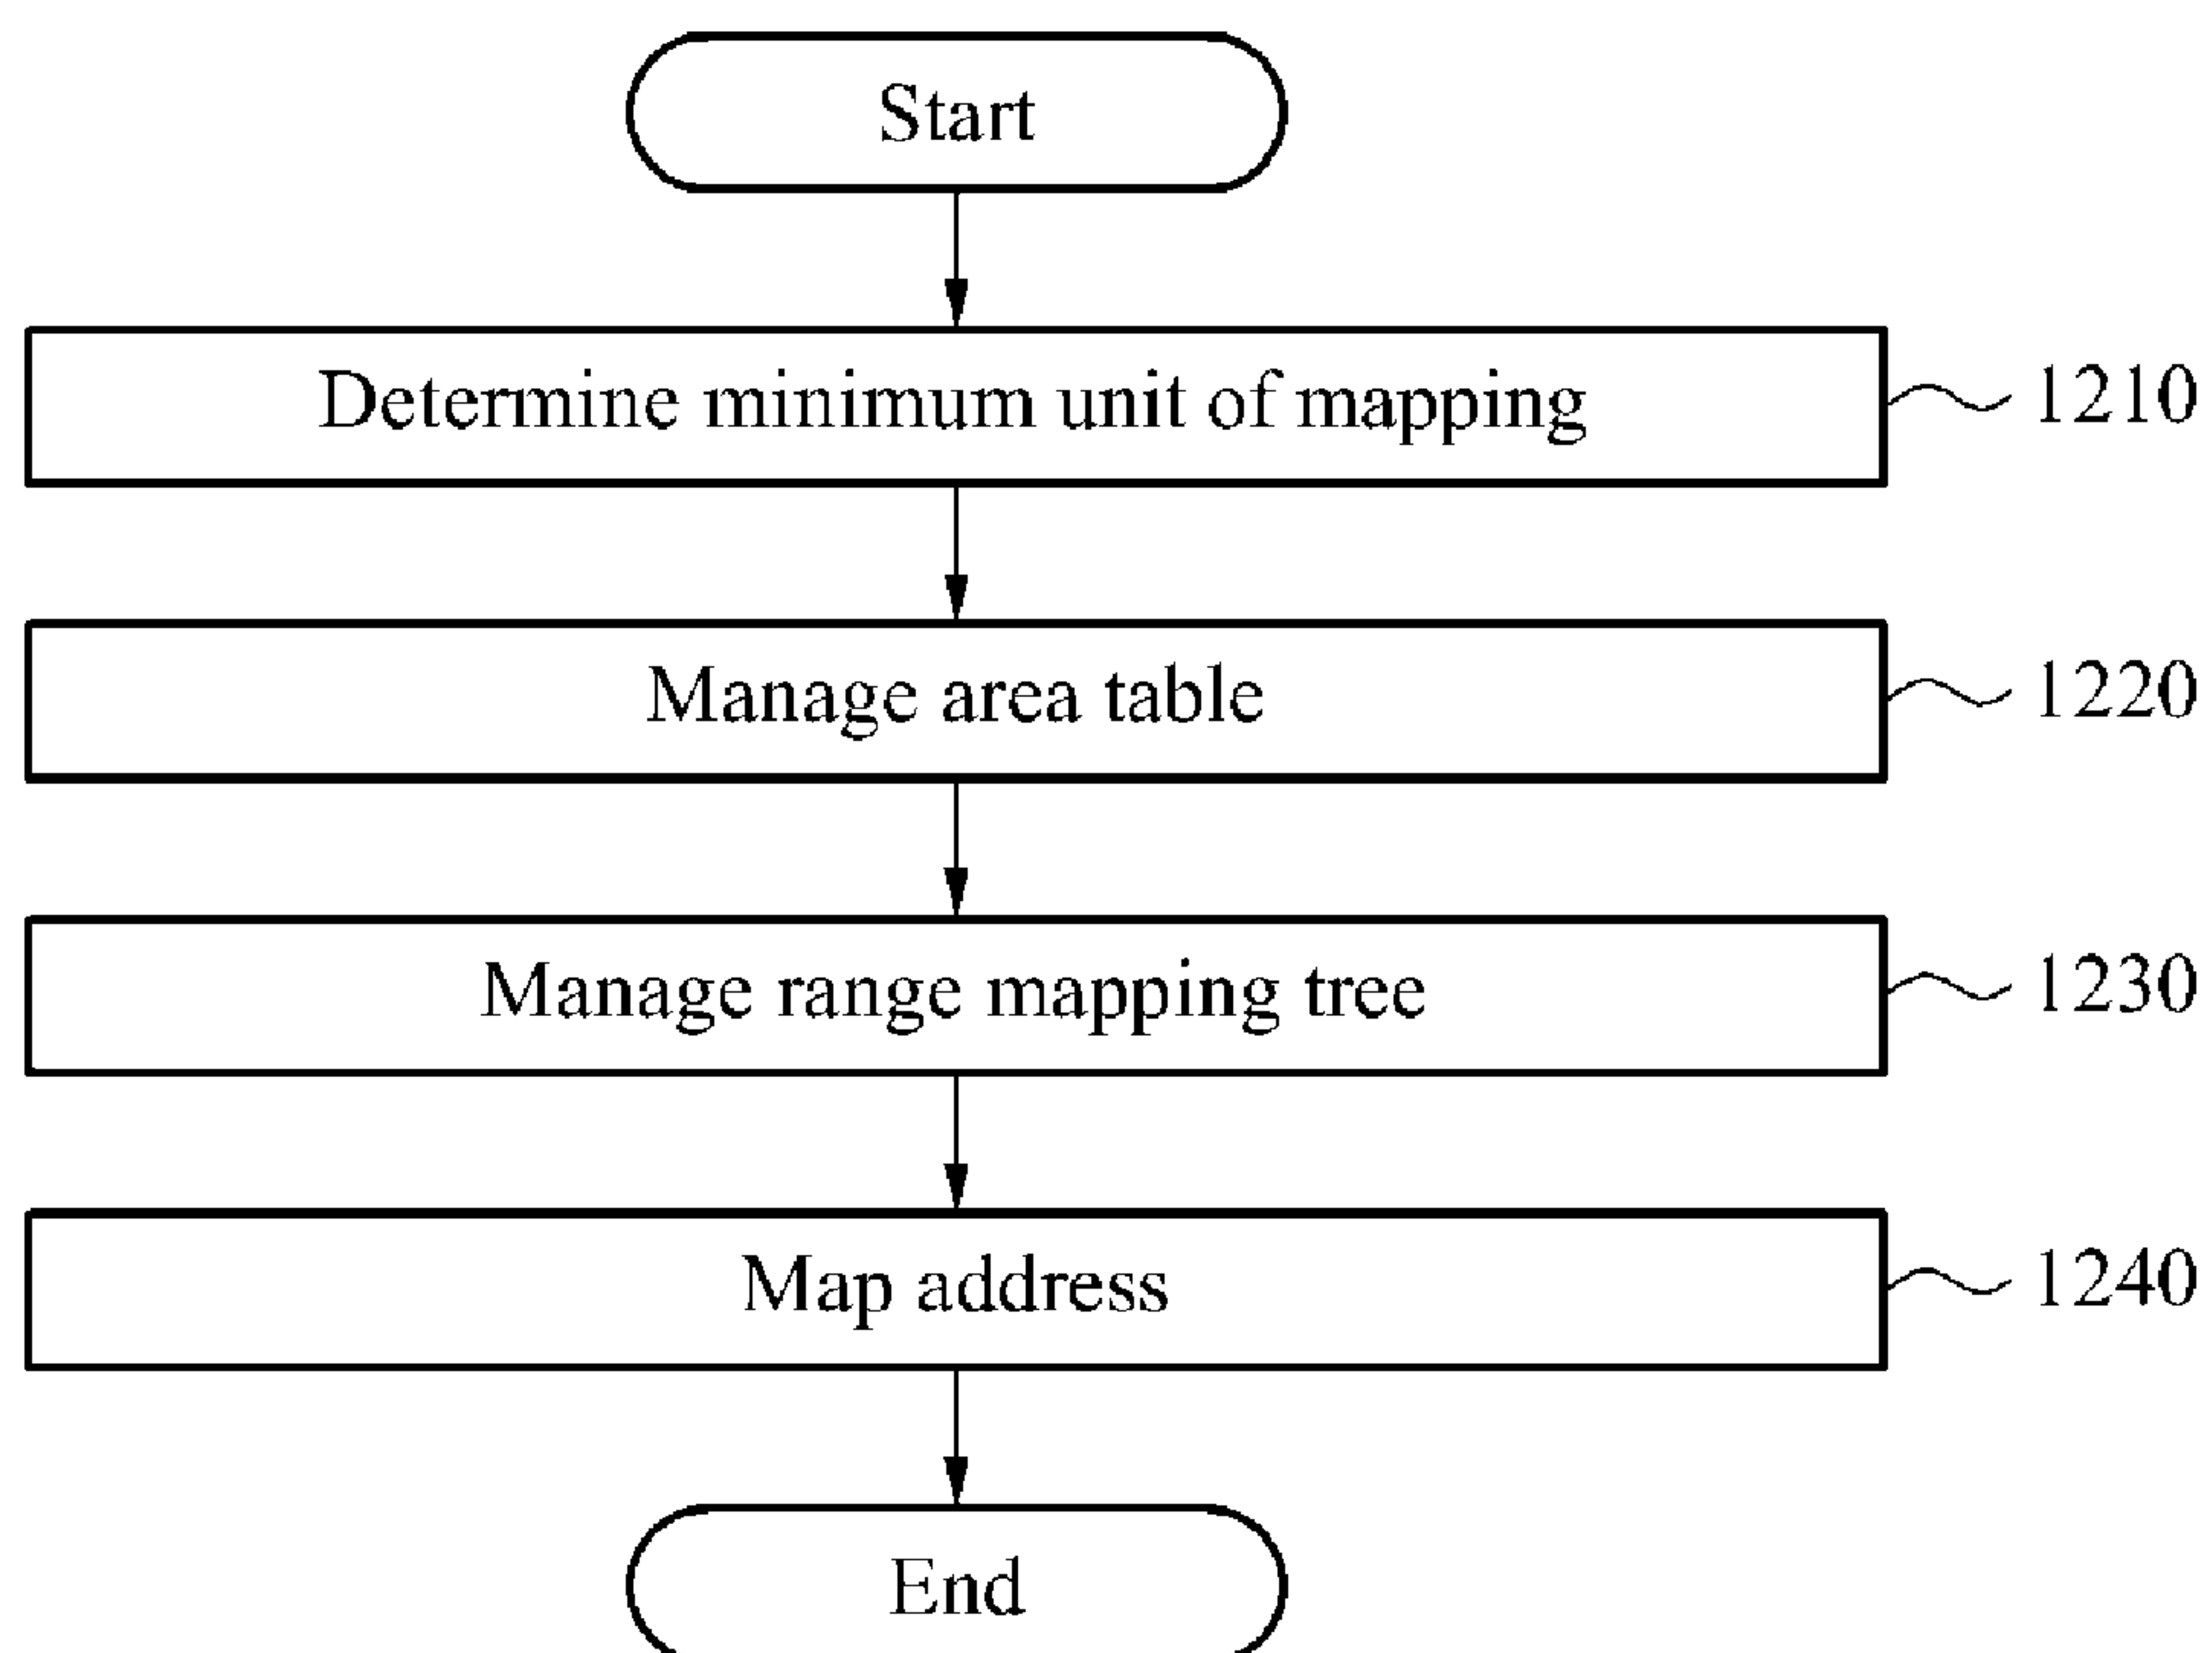 Start
Determine minimum unit of mapping 1210
Manage area table 1220
Manage range mapping tree 1230
Map address 1240
End